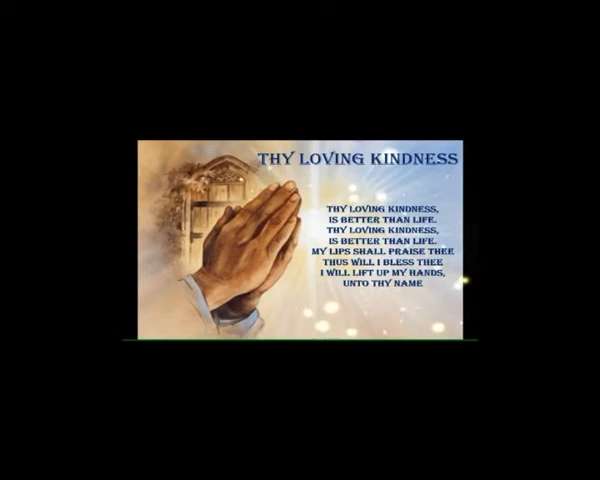 THY LOVING KINDNESS
THY LOVING KINDNESS,
IS BETTER THAN LIFE.
THY LOVING KINDNESS,
IS BETTER THAN LIFE.
MY LIPS SHALL PRAISE THEE
THUS WILL I BLESS THEE
I WILL LIFT UP MY HANDS,
UNTO THY NAME